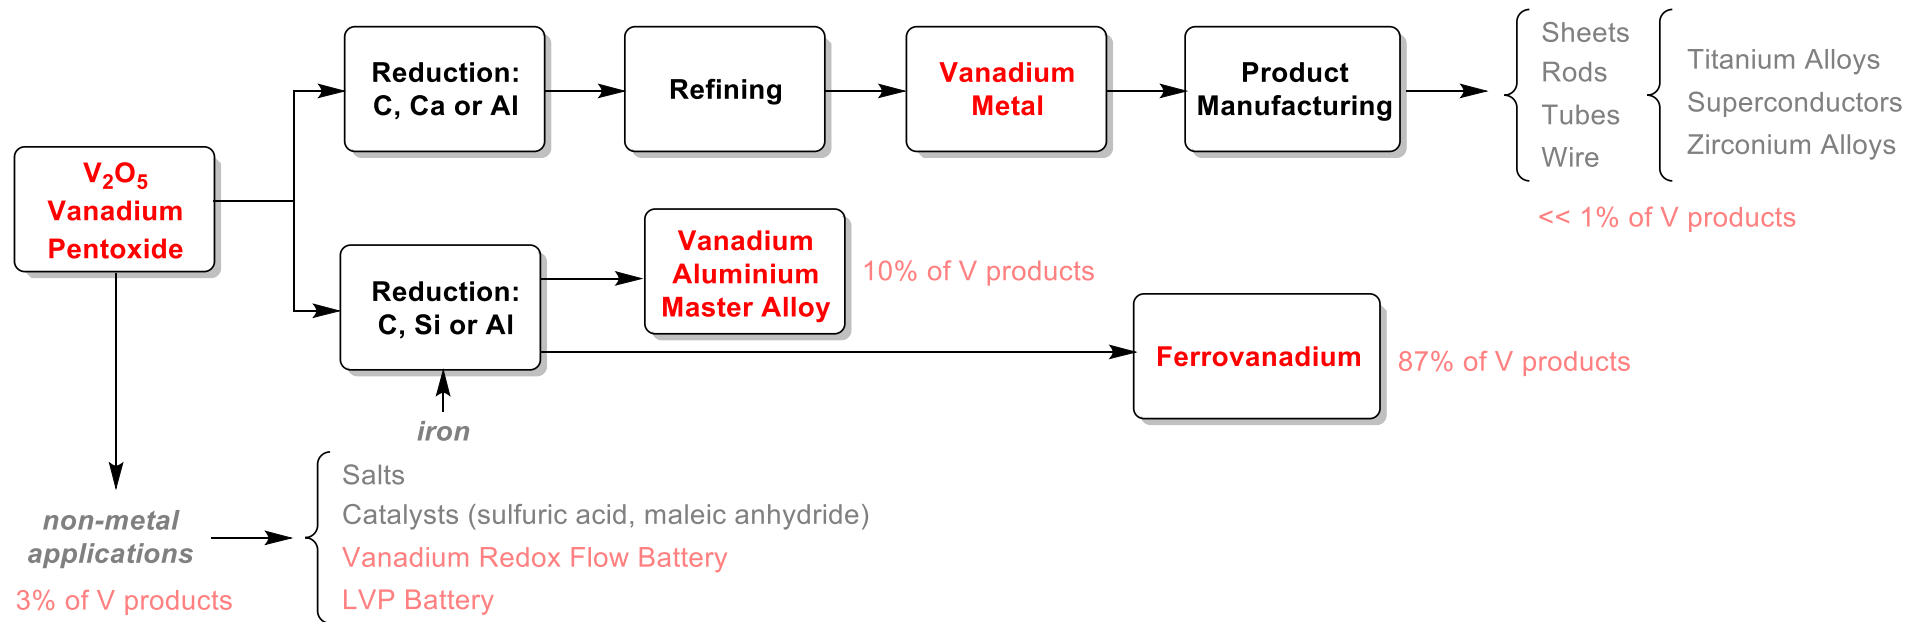 V2O5
Vanadium
Pentoxide
Reduction:
C, Ca or Al
Refining
Vanadium
Metal
Product
Manufacturing
Sheets
Rods
Tubes
Wire
Titanium Alloys
Superconductors
Zirconium Alloys
<< 1% of V products
Reduction:
C, Si or Al
iron
Vanadium
Aluminium
Master Alloy
10% of V products
Ferrovanadium
87% of V products
non-metal
applications
3% of V products
Salts
Catalysts (sulfuric acid, maleic anhydride)
Vanadium Redox Flow Battery
LVP Battery